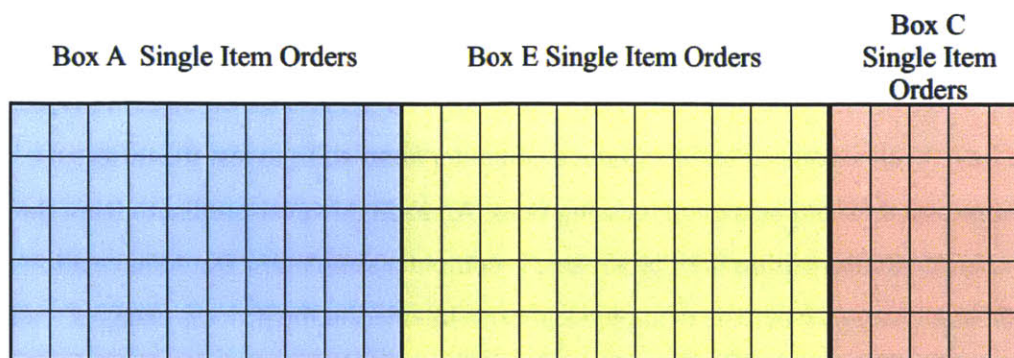 Box A Single Item Orders
Box E Single Item Orders
Box C
Single Item
Orders